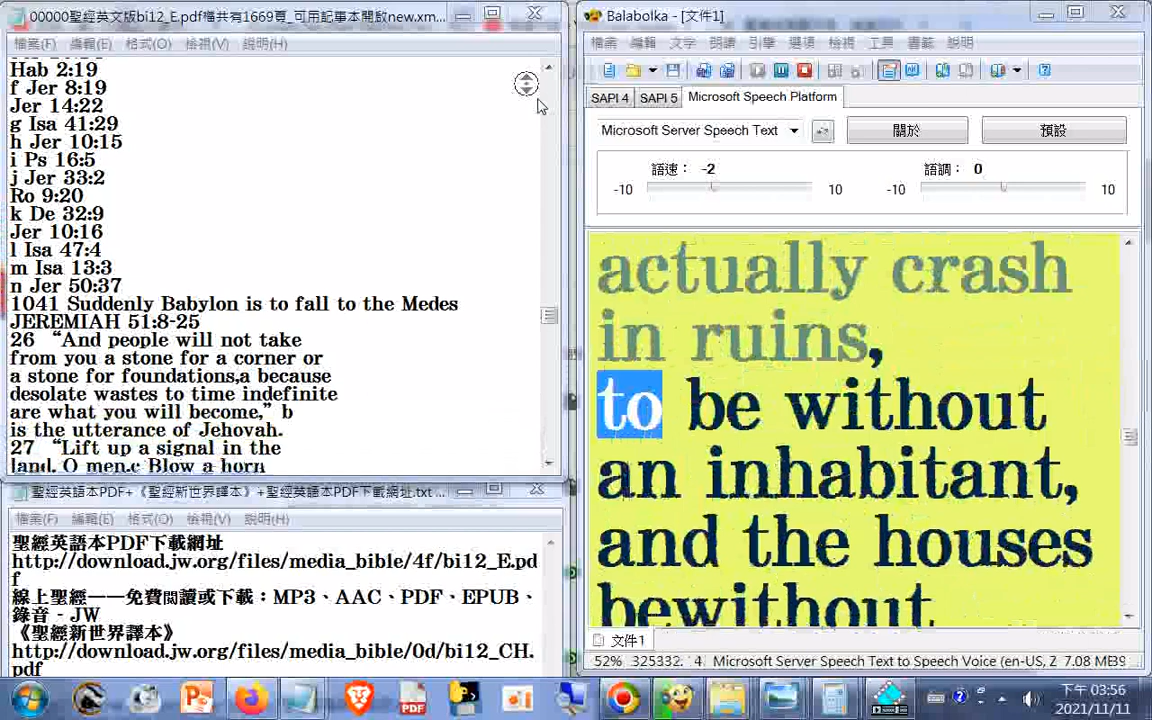 00000聖經英文版bi12_E.pdf檔共有1669頁_可用記事本開啟new.xm...
檔案(F) 編輯(E) 格式(O) 檢視(V) 說明(H)
Hab 2:19
f Jer 8:19
Jer 14:22
g Isa 41:29
h Jer 10:15
i Ps 16:5
j Jer 33:2
Ro 9:20
k De 32:9
Jer 10:16
l Isa 47:4
m Isa 13:3
n Jer 50:37
1041 Suddenly Babylon is to fall to the Medes
JEREMIAH 51:8-25
26 “And people will not take
from you a stone for a corner or
a stone for foundations,a because
desolate wastes to time indefinite
are what you will become,” b
is the utterance of Jehovah.
27 “Lift up a signal in the
land, O men.c Blow a horn
聖經英語本PDF+《聖經新世界譯本》+聖經英語本PDF下載網址.txt ...
檔案(F) 編輯(E) 格式(O) 檢視(V) 說明(H)
聖經英語本PDF下載網址
http://download.jw.org/files/media_bible/4f/bi12_E.pd
f
線上聖經——免費閱讀或下載：MP3、AAC、PDF、EPUB、
錄音 - JW
《聖經新世界譯本》
http://download.jw.org/files/media_bible/0d/bi12_CH.
pdf
Balabolka - [文件1]
檔案 編輯 文字 朗讀 引擎 選項 檢視 工具 書籤 說明
SAPI 4 SAPI 5 Microsoft Speech Platform
Microsoft Server Speech Text 關於 預設
語速： -2 語調： 0
-10 10 -10 10
actually crash
in ruins,
to be without
an inhabitant,
and the houses
bewithout
文件1
52% 325332. 4 Microsoft Server Speech Text to Speech Voice (en-US, Z 7.08 MB
下午 03:56
2021/11/11